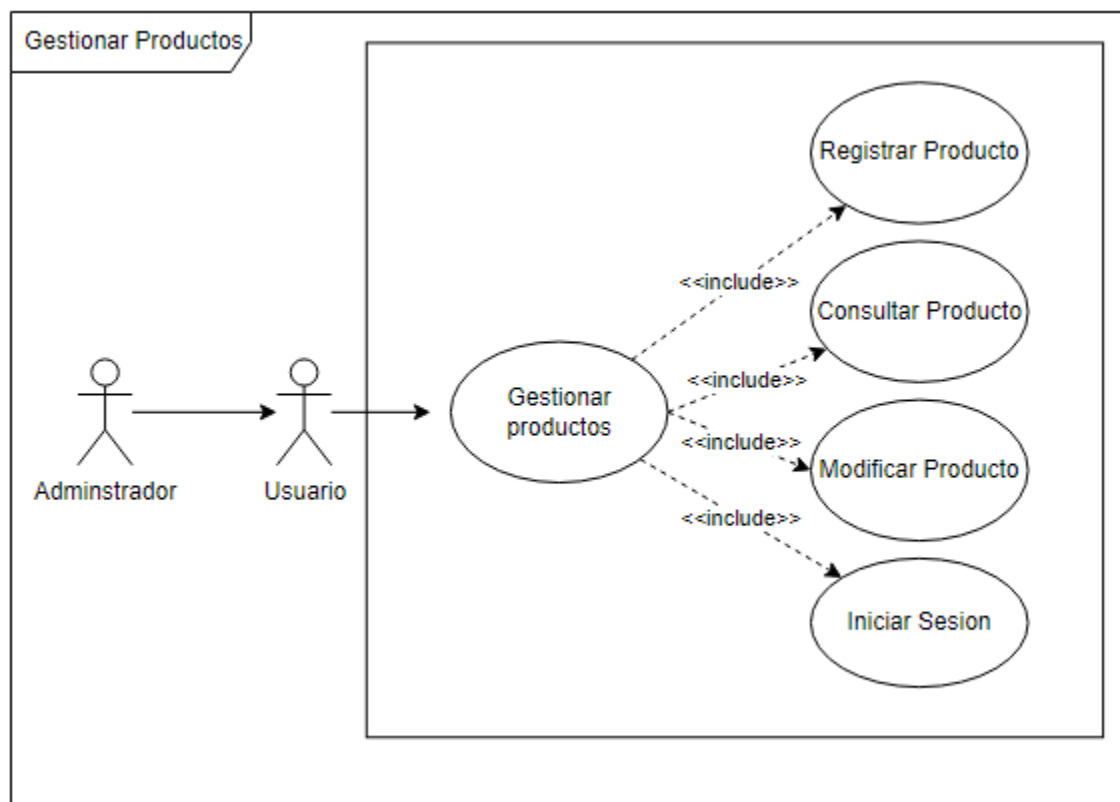 Gestionar Productos
Registrar Producto
<<include>>
Consultar Producto
<<include>>
Gestionar
productos
<<include>>
Modificar Producto
Adminstrador
Usuario
<<include>>
Iniciar Sesion